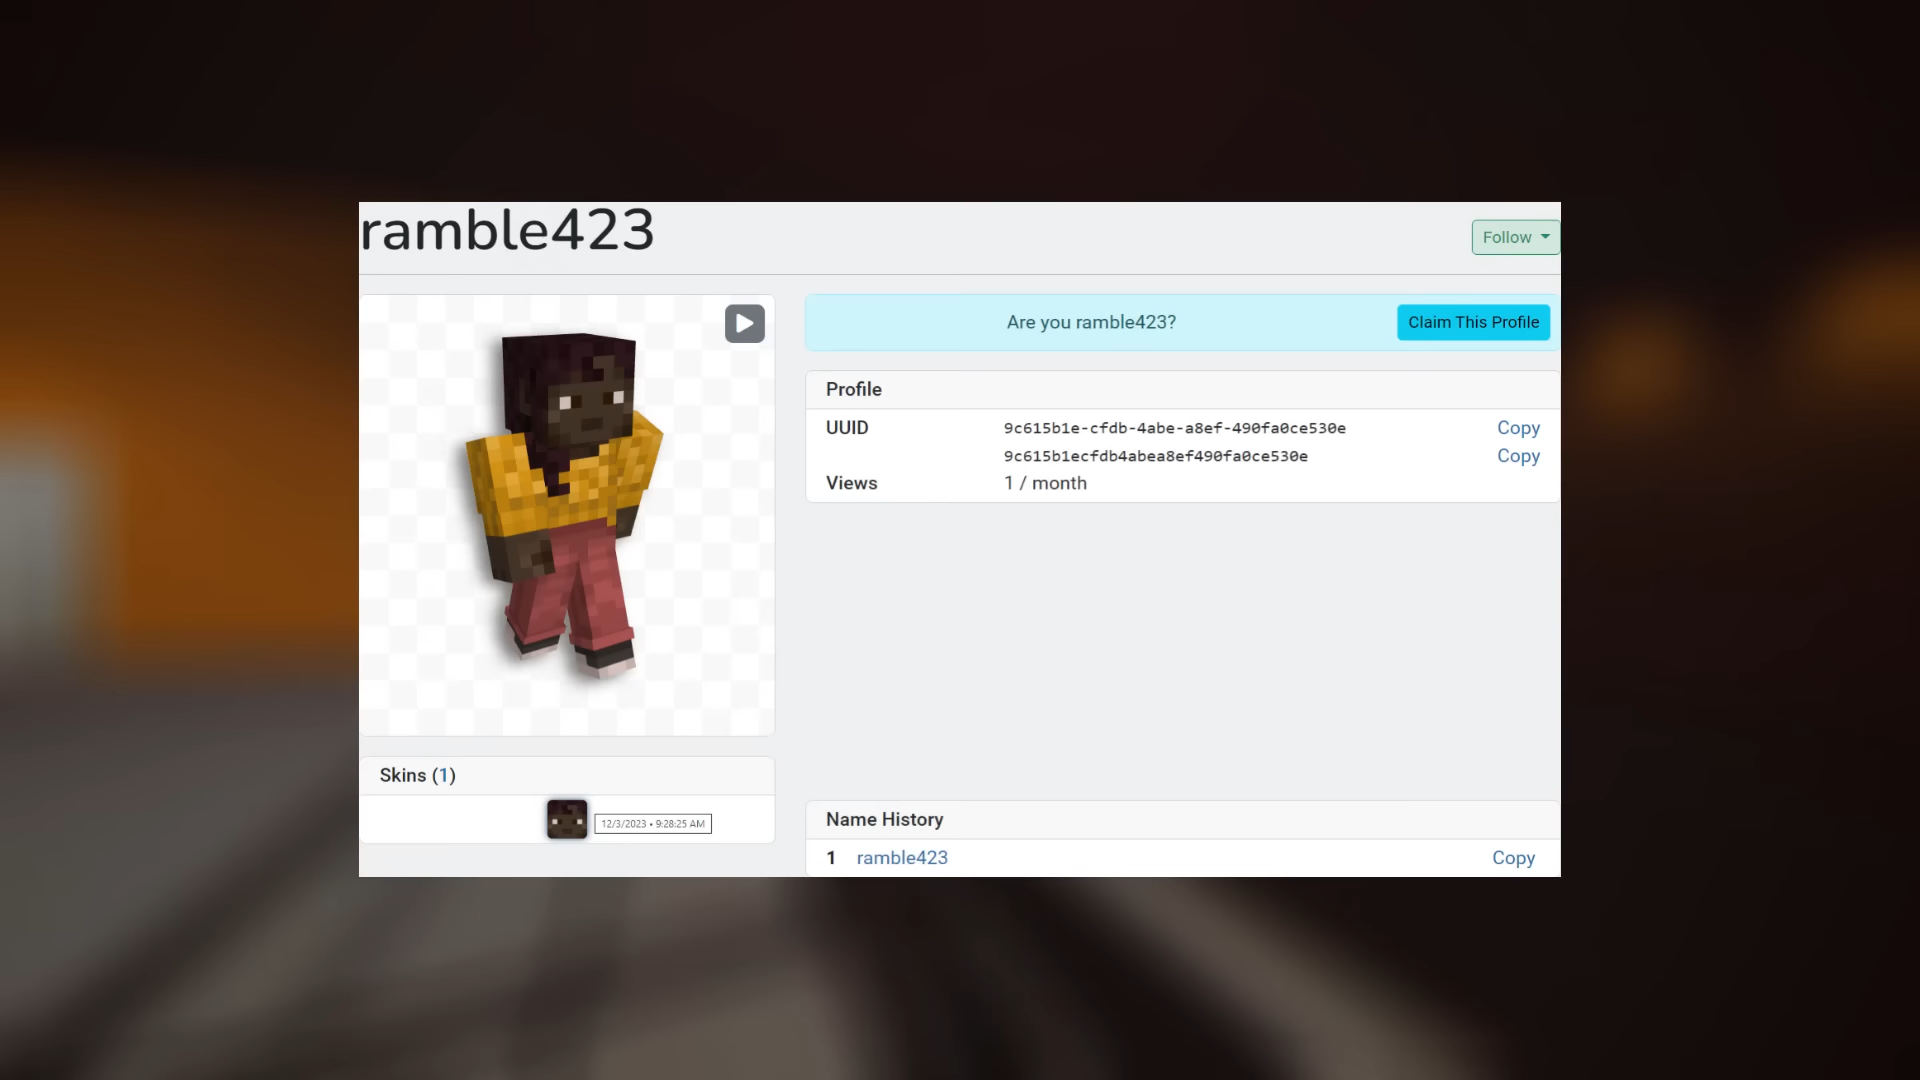 ramble423
Follow
Are you ramble423?
Claim This Profile
Profile
UUID
9c615b1e-cfdb-4abe-a8ef-490fa0ce530e
Copy
9c615b1ecfdb4abea8ef490fa0ce530e
Copy
Views
1 / month
Skins (1)
12/3/2023 • 9:28:25 AM
Name History
1 ramble423
Copy